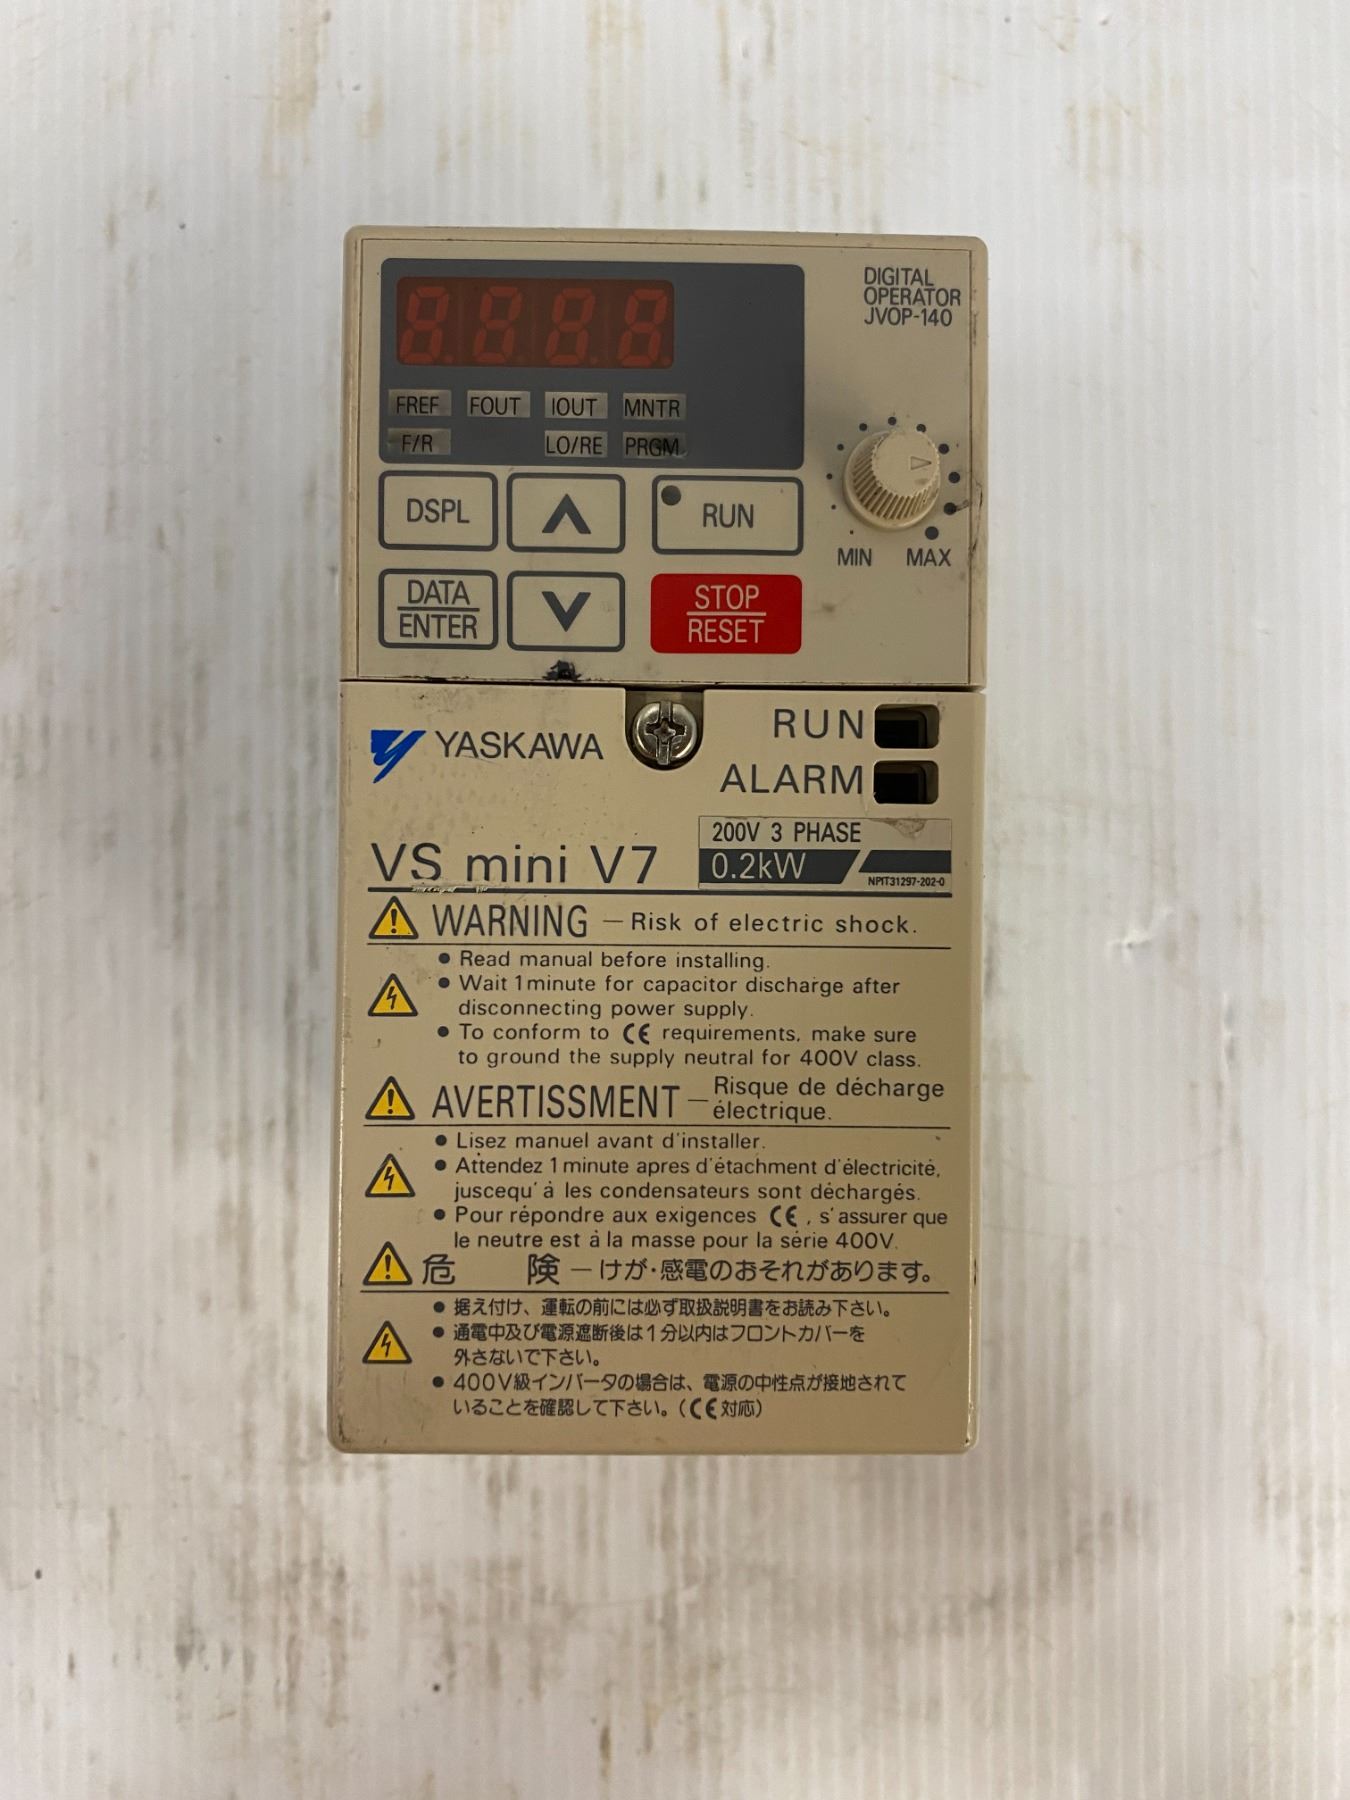 DIGITAL
OPERATOR
JVOP-140
8.8.8.8
FREF FOUT IOUT MNTR
F/R LO/RE PRGM
DSPL RUN
MIN MAX
DATA
ENTER
STOP
RESET
YASKAWA
RUN
ALARM
VS mini V7
200V 3 PHASE
0.2kW
NPIT31297-202-0
WARNING — Risk of electric shock.
● Read manual before installing.
● Wait 1 minute for capacitor discharge after
disconnecting power supply.
● To conform to CE requirements, make sure
to ground the supply neutral for 400V class.
AVERTISSMENT — Risque de décharge
électrique.
● Lisez manuel avant d'installer.
● Attendez 1 minute apres d'étachment d'électricité,
juscequ'à les condensateurs sont déchargés.
● Pour répondre aux exigences CE, s'assurer que
le neutre est à la masse pour la série 400V.
危 険 — けが・感電のおそれがあります。
● 据え付け、運転の前には必ず取扱説明書をお読み下さい。
● 通電中及び電源遮断後は1分以内はフロントカバーを
外さないで下さい。
● 400V級インバータの場合は、電源の中性点が接地されて
いることを確認して下さい。(CE対応)